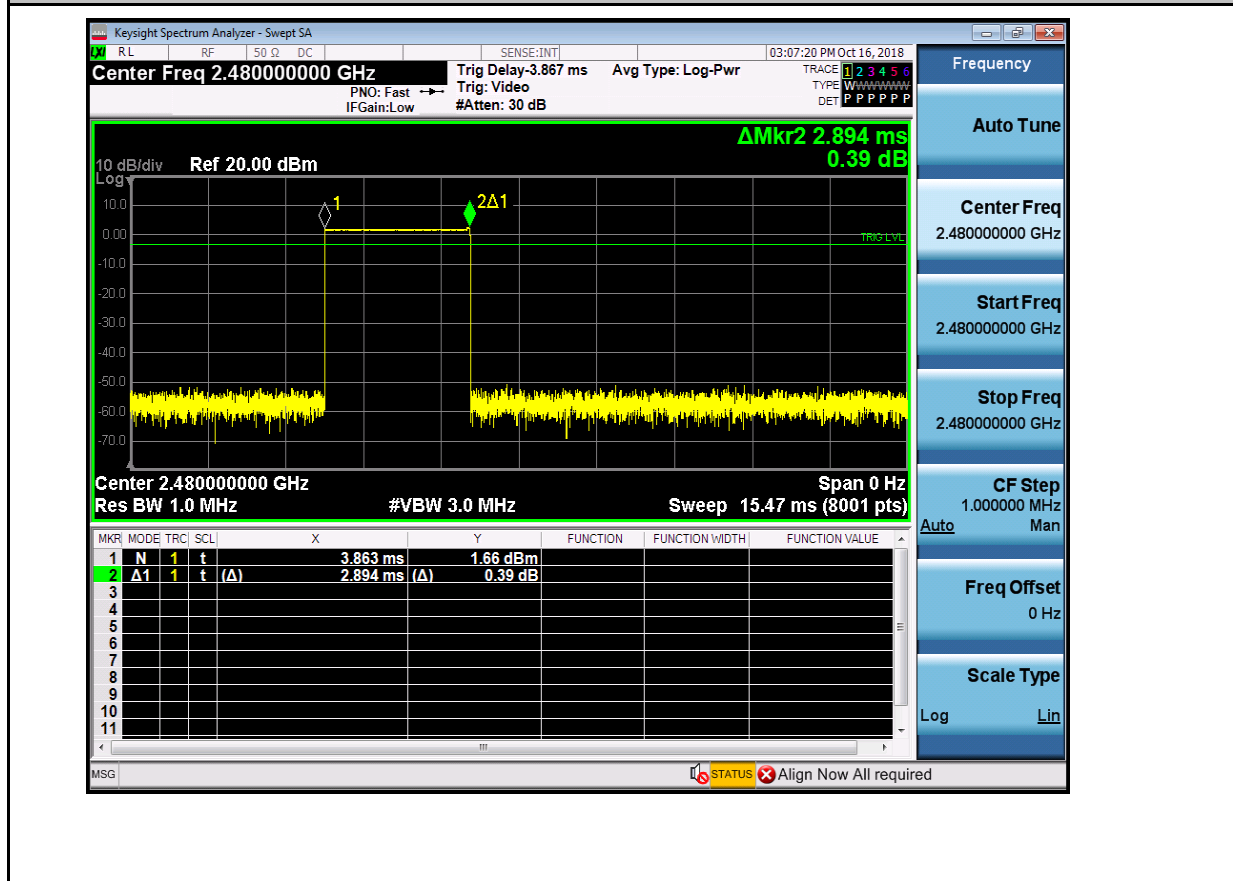 Keysight Spectrum Analyzer - Swept SA
LXI RL RF 50 Ω DC SENSE:INT 03:07:20 PM Oct 16, 2018
Center Freq 2.480000000 GHz Trig Delay-3.867 ms Avg Type: Log-Pwr TRACE 1 2 3 4 5 6
PNO: Fast Trig: Video TYPE WWWWWW
IFGain:Low #Atten: 30 dB DET P P P P P P
ΔMkr2 2.894 ms
0.39 dB
10 dB/div Ref 20.00 dBm
Log
10.0
0.00
-10.0
-20.0
-30.0
-40.0
-50.0
-60.0
-70.0
1
2Δ1
TRIG LVL
Center 2.480000000 GHz Span 0 Hz
Res BW 1.0 MHz #VBW 3.0 MHz Sweep 15.47 ms (8001 pts)
MKR MODE TRC SCL X Y FUNCTION FUNCTION WIDTH FUNCTION VALUE
1 N 1 t 3.863 ms 1.66 dBm
2 Δ1 1 t (Δ) 2.894 ms (Δ) 0.39 dB
3
4
5
6
7
8
9
10
11
MSG STATUS Align Now All required
Frequency
Auto Tune
Center Freq
2.480000000 GHz
Start Freq
2.480000000 GHz
Stop Freq
2.480000000 GHz
CF Step
1.000000 MHz
Auto Man
Freq Offset
0 Hz
Scale Type
Log Lin